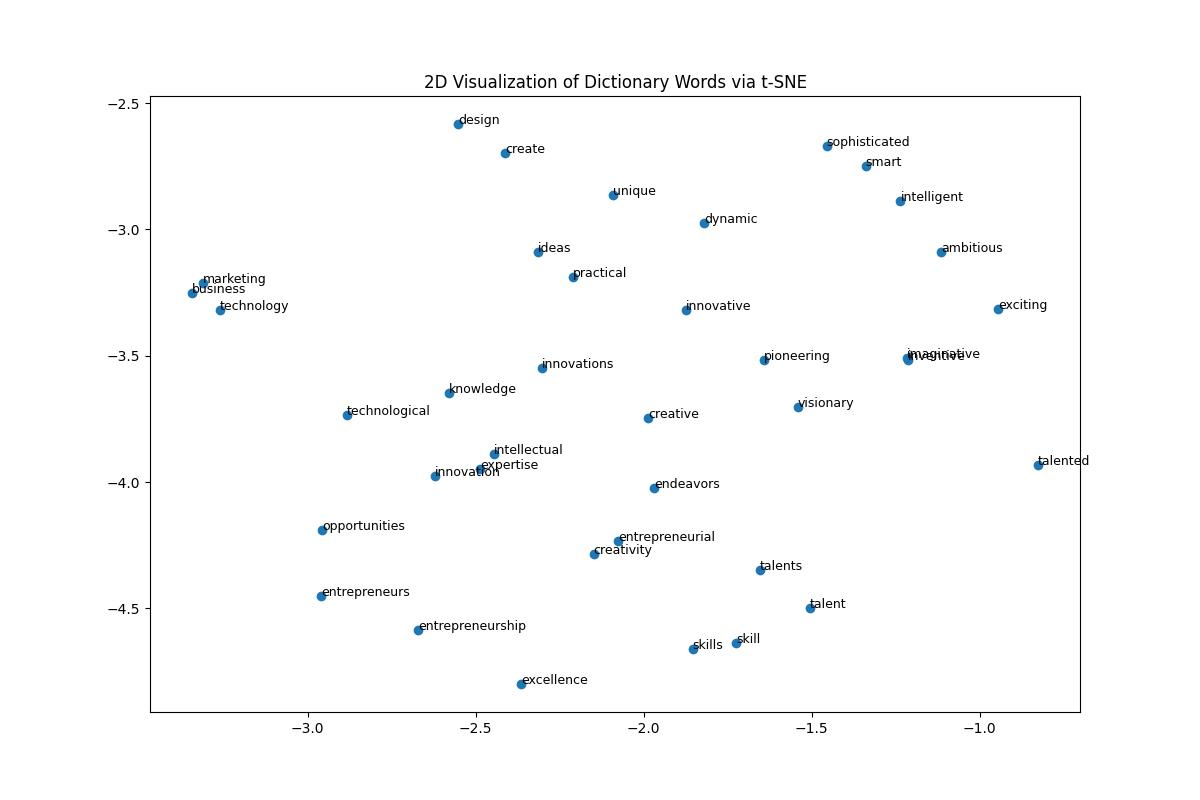 2D Visualization of Dictionary Words via t-SNE
−2.5
design
sophisticated
create
smart
unique
intelligent
dynamic
−3.0
ideas
ambitious
practical
marketing
business
technology
innovative
exciting
−3.5
pioneering
imaginative
inventive
innovations
knowledge
visionary
technological
creative
intellectual
expertise
talented
innovation
−4.0
endeavors
opportunities
entrepreneurial
creativity
talents
entrepreneurs
talent
−4.5
entrepreneurship
skill
skills
excellence
−3.0
−2.5
−2.0
−1.5
−1.0